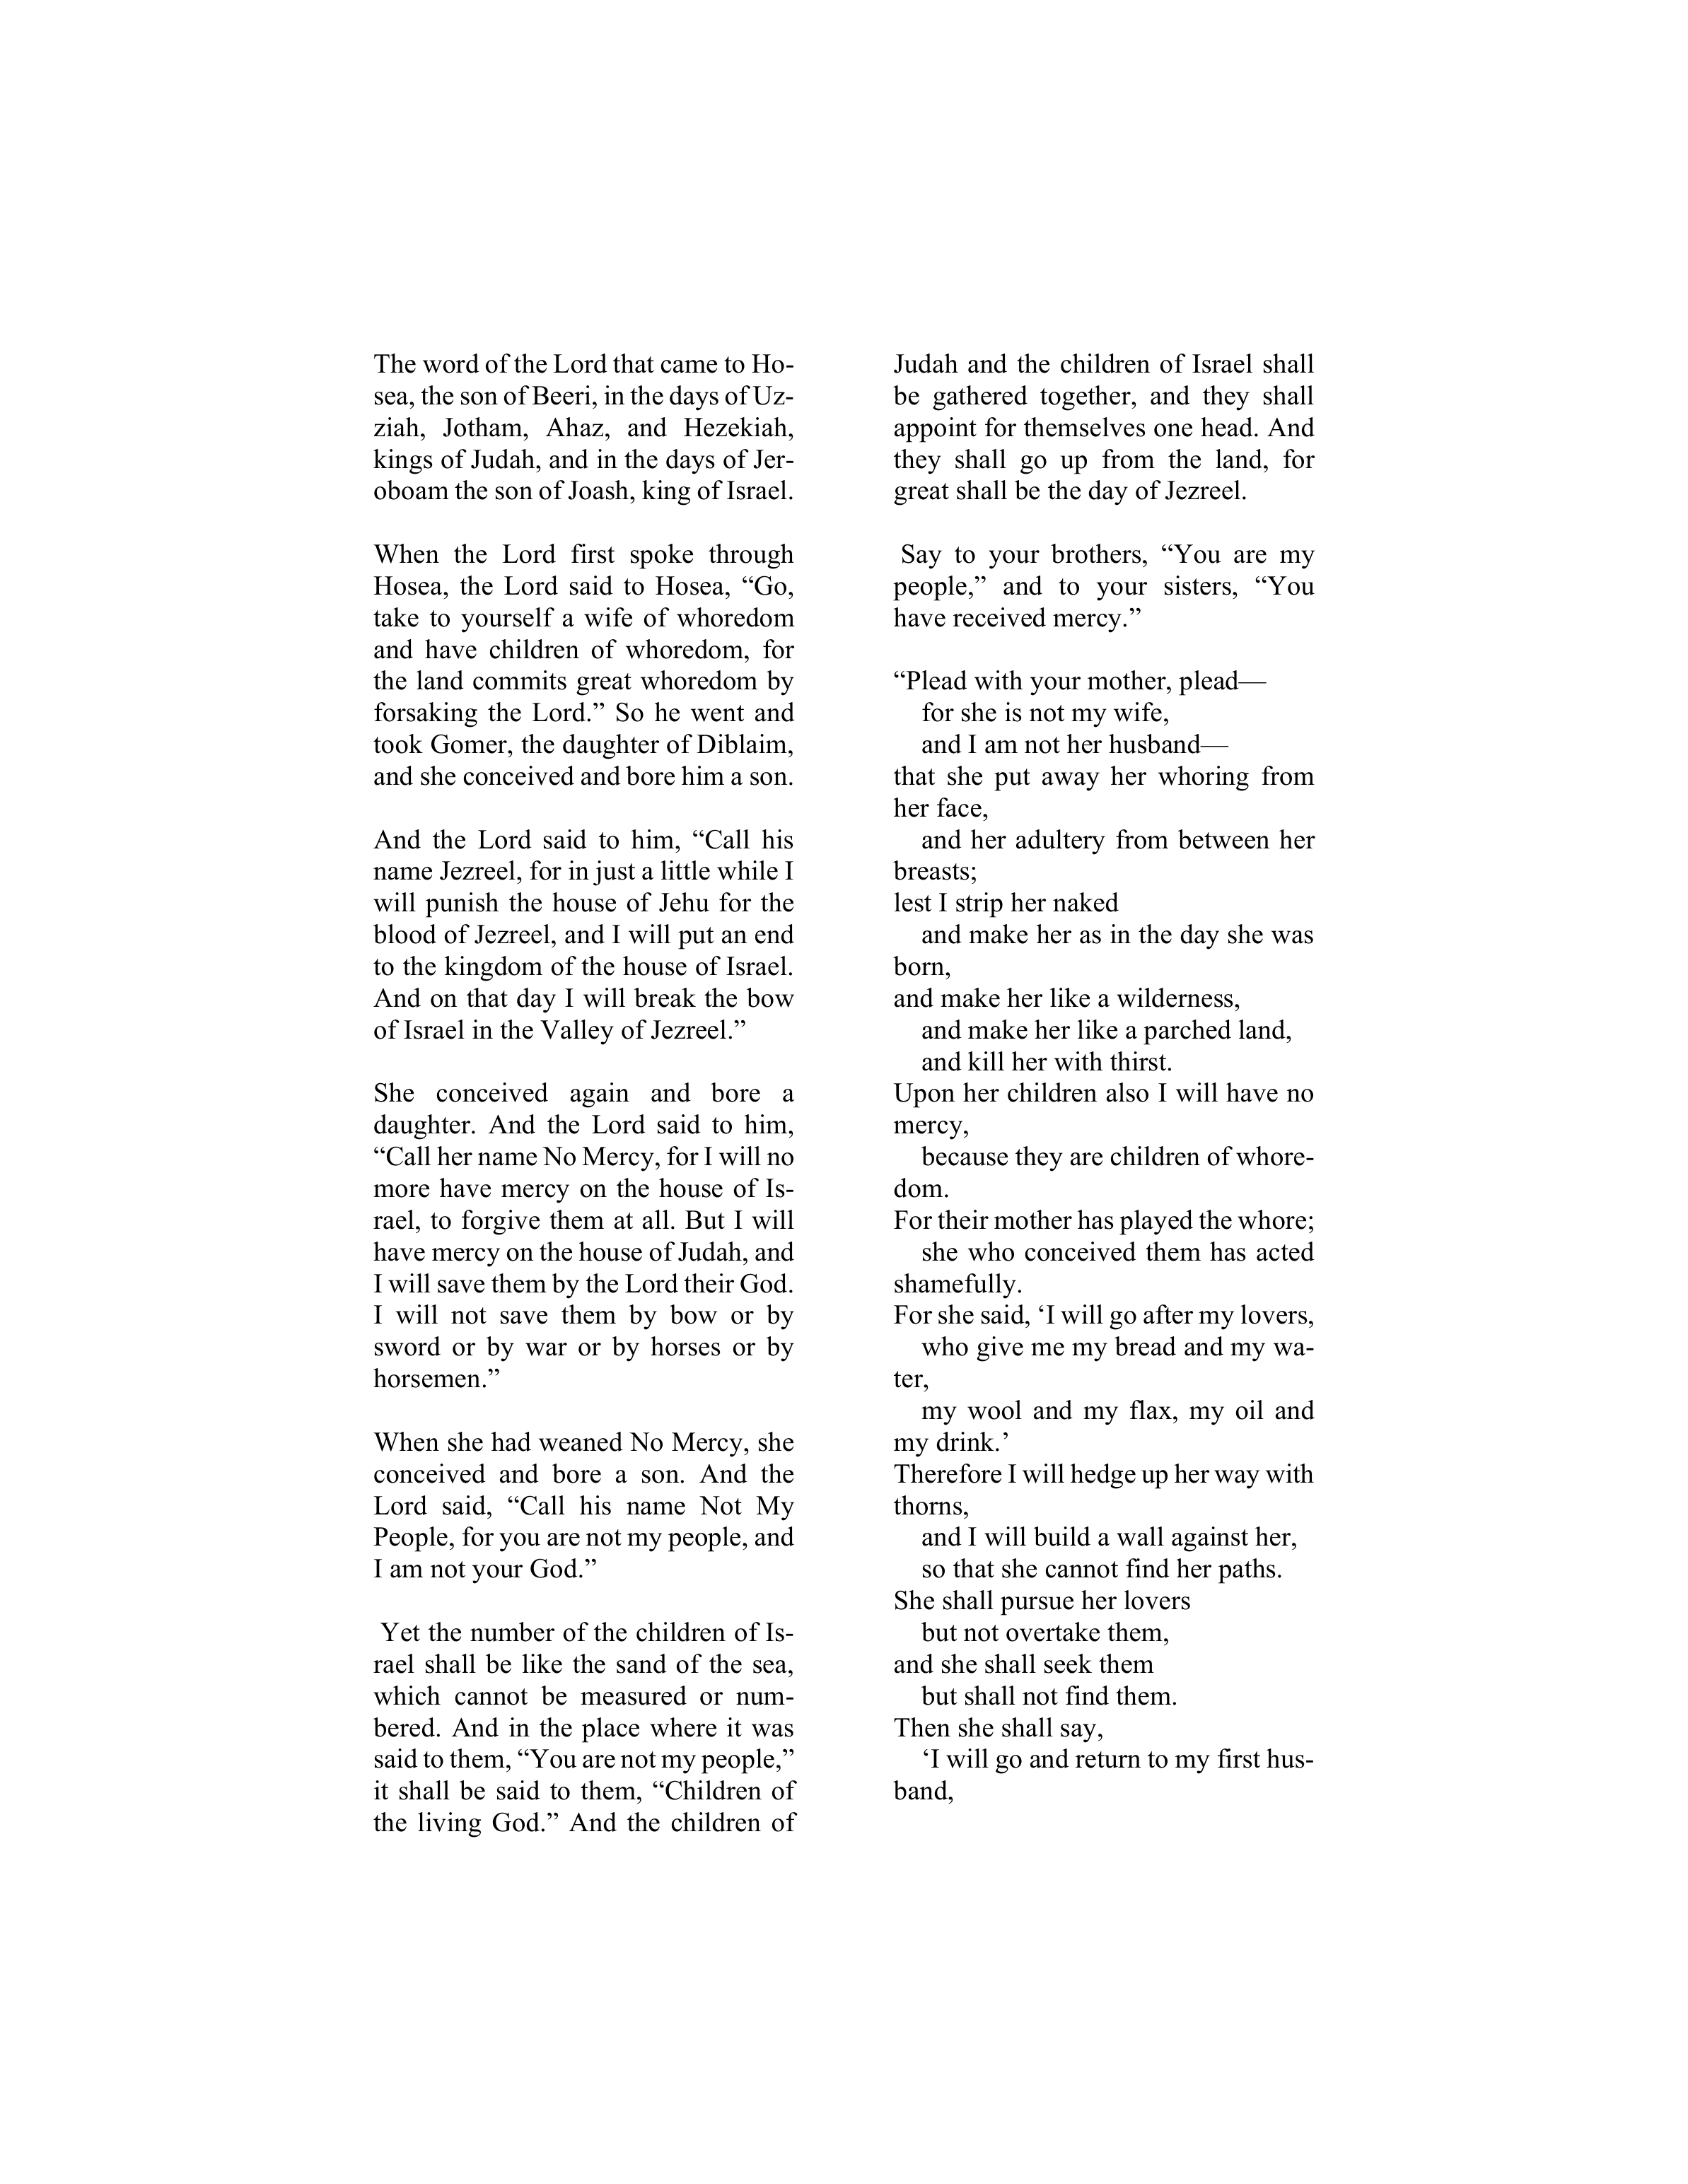 The word of the Lord that came to Ho-
sea, the son of Beeri, in the days of Uz-
ziah, Jotham, Ahaz, and Hezekiah,
kings of Judah, and in the days of Jer-
oboam the son of Joash, king of Israel.

When the Lord first spoke through
Hosea, the Lord said to Hosea, “Go,
take to yourself a wife of whoredom
and have children of whoredom, for
the land commits great whoredom by
forsaking the Lord.” So he went and
took Gomer, the daughter of Diblaim,
and she conceived and bore him a son.

And the Lord said to him, “Call his
name Jezreel, for in just a little while I
will punish the house of Jehu for the
blood of Jezreel, and I will put an end
to the kingdom of the house of Israel.
And on that day I will break the bow
of Israel in the Valley of Jezreel.”

She conceived again and bore a
daughter. And the Lord said to him,
“Call her name No Mercy, for I will no
more have mercy on the house of Is-
rael, to forgive them at all. But I will
have mercy on the house of Judah, and
I will save them by the Lord their God.
I will not save them by bow or by
sword or by war or by horses or by
horsemen.”

When she had weaned No Mercy, she
conceived and bore a son. And the
Lord said, “Call his name Not My
People, for you are not my people, and
I am not your God.”

Yet the number of the children of Is-
rael shall be like the sand of the sea,
which cannot be measured or num-
bered. And in the place where it was
said to them, “You are not my people,”
it shall be said to them, “Children of
the living God.” And the children of
Judah and the children of Israel shall
be gathered together, and they shall
appoint for themselves one head. And
they shall go up from the land, for
great shall be the day of Jezreel.

Say to your brothers, “You are my
people,” and to your sisters, “You
have received mercy.”

“Plead with your mother, plead—
for she is not my wife,
and I am not her husband—
that she put away her whoring from
her face,
and her adultery from between her
breasts;
lest I strip her naked
and make her as in the day she was
born,
and make her like a wilderness,
and make her like a parched land,
and kill her with thirst.
Upon her children also I will have no
mercy,
because they are children of whore-
dom.
For their mother has played the whore;
she who conceived them has acted
shamefully.
For she said, ‘I will go after my lovers,
who give me my bread and my wa-
ter,
my wool and my flax, my oil and
my drink.’
Therefore I will hedge up her way with
thorns,
and I will build a wall against her,
so that she cannot find her paths.
She shall pursue her lovers
but not overtake them,
and she shall seek them
but shall not find them.
Then she shall say,
‘I will go and return to my first hus-
band,